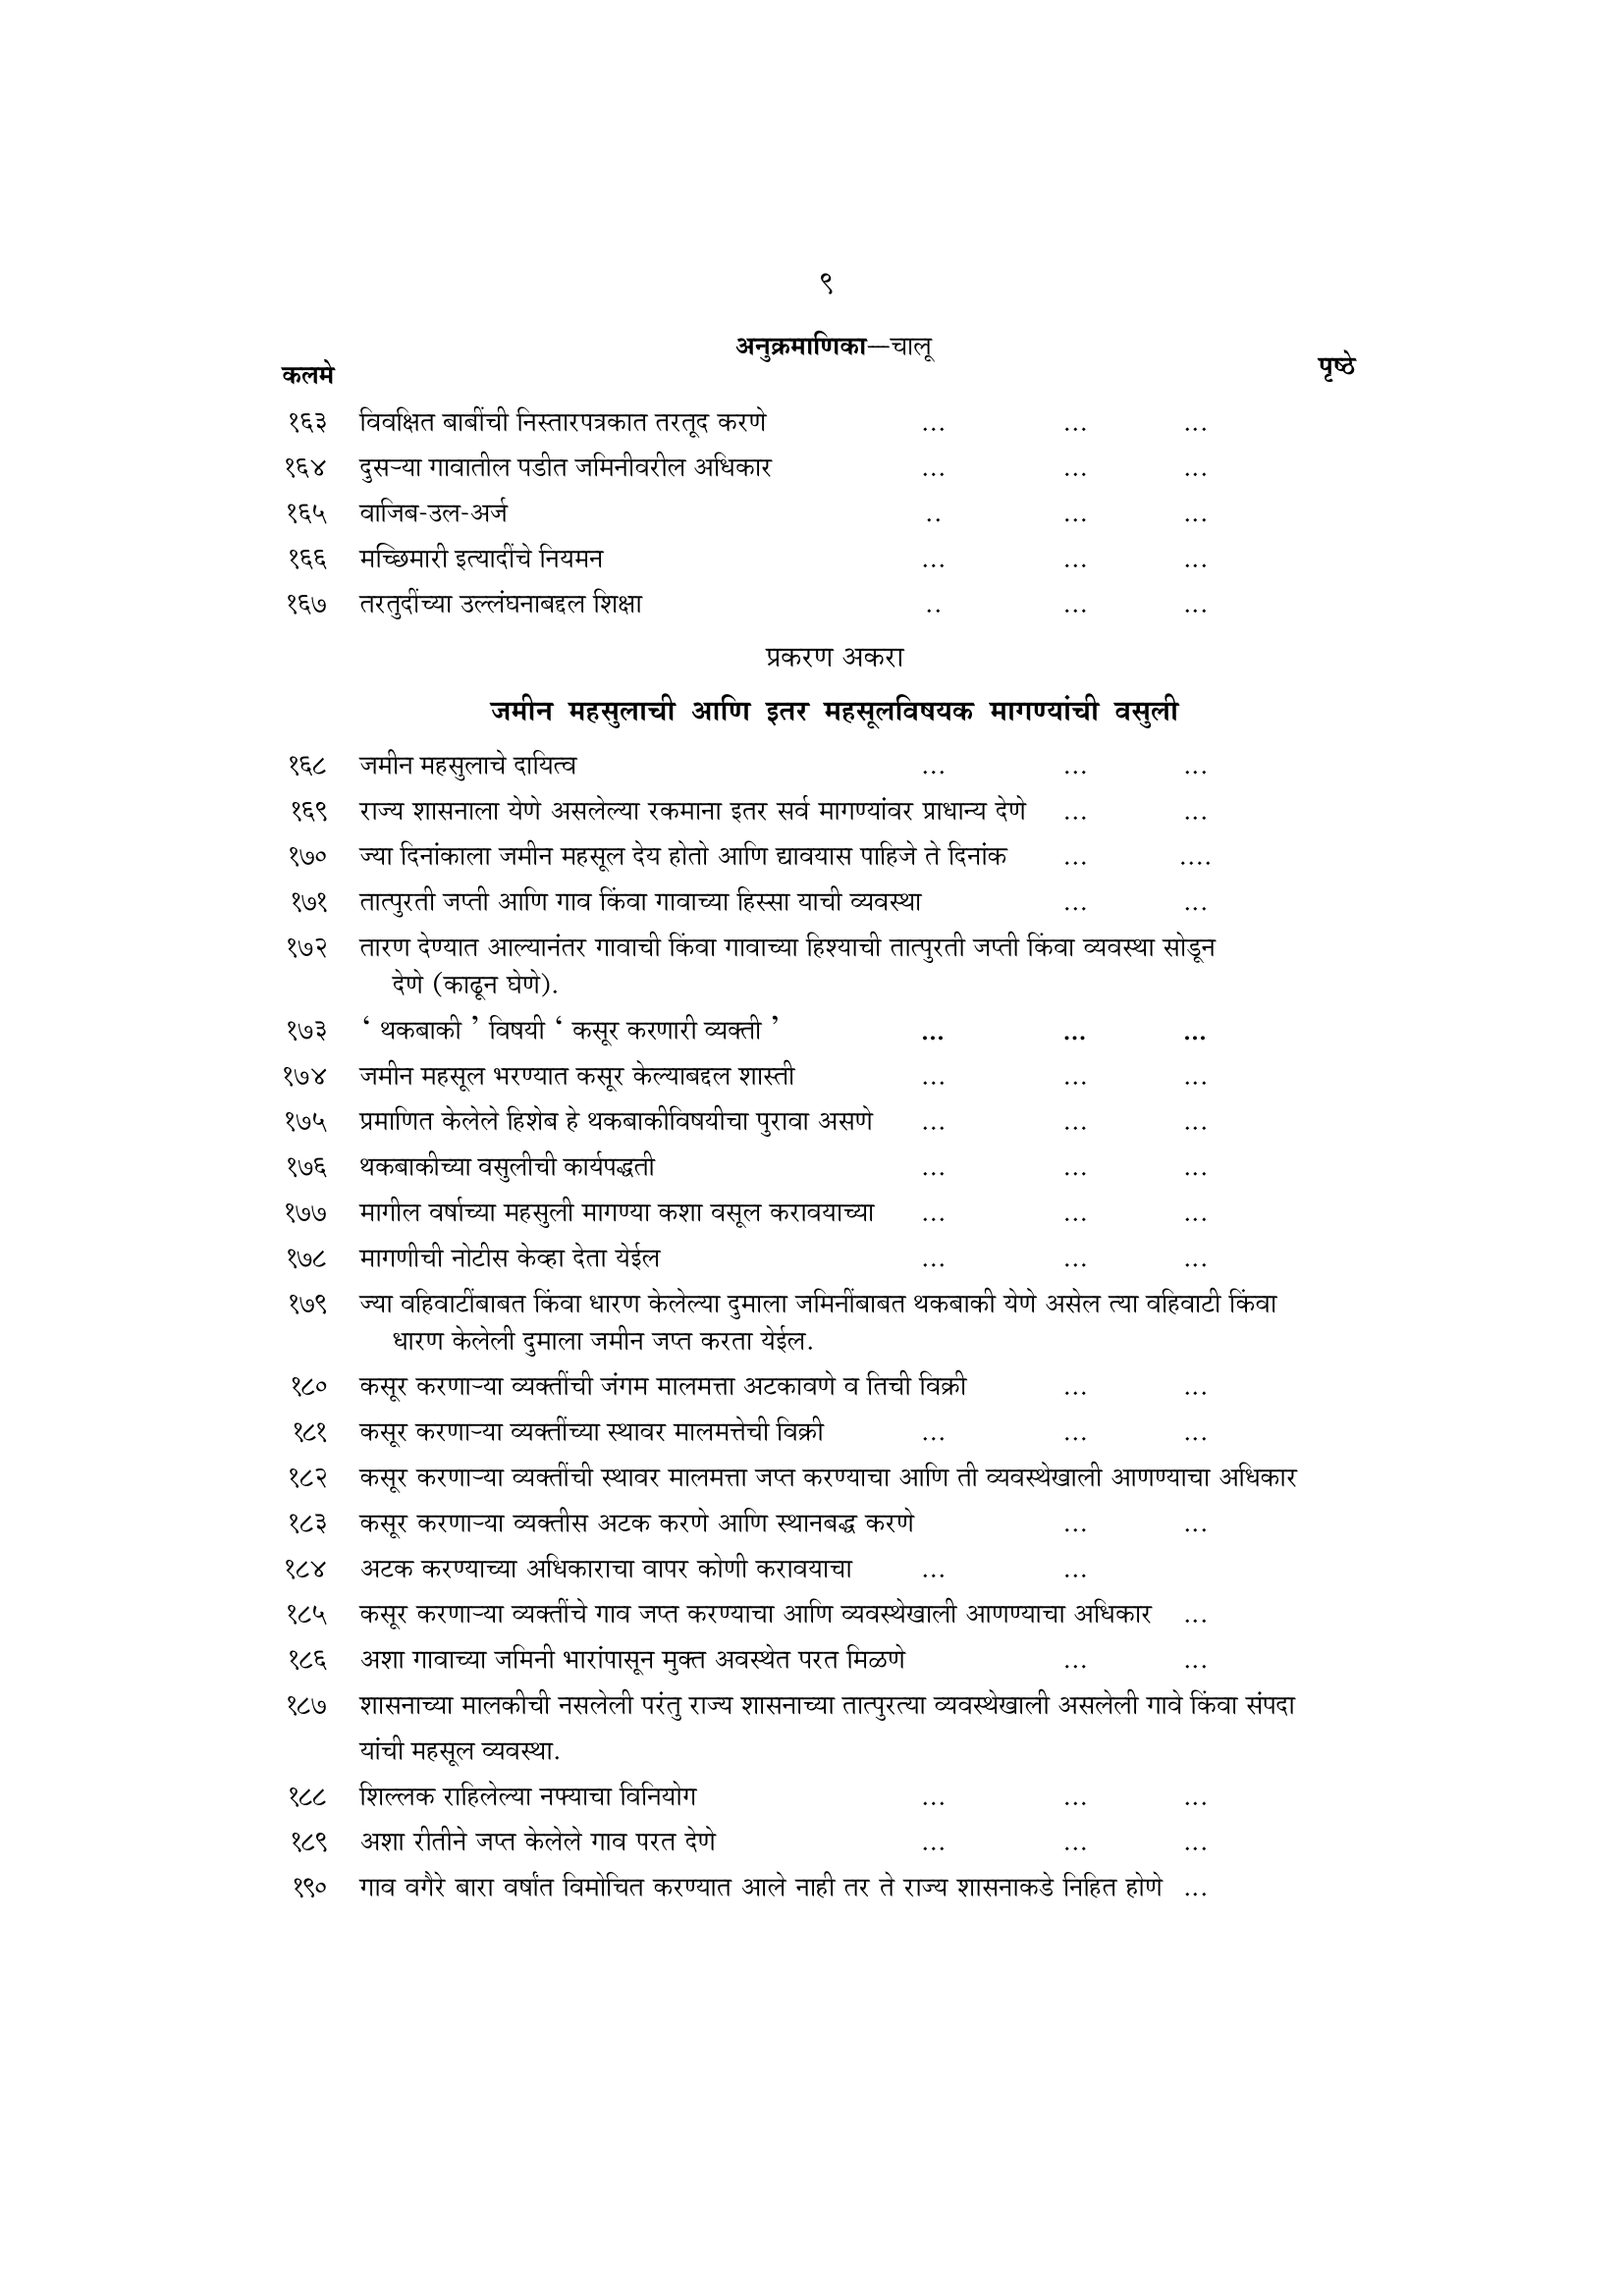 ९
अनुक्रमाणिका—चालू
कलमे पृष्ठे
१६३ विवक्षित बाबींची निस्तारपत्रकात तरतूद करणे ... ... ...
१६४ दुसऱ्या गावातील पडीत जमिनीवरील अधिकार ... ... ...
१६५ वाजिब-उल-अर्ज .. ... ...
१६६ मच्छिमारी इत्यादींचे नियमन ... ... ...
१६७ तरतुदींच्या उल्लंघनाबद्दल शिक्षा .. ... ...
प्रकरण अकरा
जमीन महसुलाची आणि इतर महसूलविषयक मागण्यांची वसुली
१६८ जमीन महसुलाचे दायित्व ... ... ...
१६९ राज्य शासनाला येणे असलेल्या रकमाना इतर सर्व मागण्यांवर प्राधान्य देणे ... ...
१७० ज्या दिनांकाला जमीन महसूल देय होतो आणि द्यावयास पाहिजे ते दिनांक ... ....
१७१ तात्पुरती जप्ती आणि गाव किंवा गावाच्या हिस्सा याची व्यवस्था ... ...
१७२ तारण देण्यात आल्यानंतर गावाची किंवा गावाच्या हिश्याची तात्पुरती जप्ती किंवा व्यवस्था सोडून
देणे (काढून घेणे).
१७३ ‘ थकबाकी ’ विषयी ‘ कसूर करणारी व्यक्ती ’ ... ... ...
१७४ जमीन महसूल भरण्यात कसूर केल्याबद्दल शास्ती ... ... ...
१७५ प्रमाणित केलेले हिशेब हे थकबाकीविषयीचा पुरावा असणे ... ... ...
१७६ थकबाकीच्या वसुलीची कार्यपद्धती ... ... ...
१७७ मागील वर्षाच्या महसुली मागण्या कशा वसूल करावयाच्या ... ... ...
१७८ मागणीची नोटीस केव्हा देता येईल ... ... ...
१७९ ज्या वहिवाटींबाबत किंवा धारण केलेल्या दुमाला जमिनींबाबत थकबाकी येणे असेल त्या वहिवाटी किंवा
धारण केलेली दुमाला जमीन जप्त करता येईल.
१८० कसूर करणाऱ्या व्यक्तींची जंगम मालमत्ता अटकावणे व तिची विक्री ... ...
१८१ कसूर करणाऱ्या व्यक्तींच्या स्थावर मालमत्तेची विक्री ... ... ...
१८२ कसूर करणाऱ्या व्यक्तींची स्थावर मालमत्ता जप्त करण्याचा आणि ती व्यवस्थेखाली आणण्याचा अधिकार
१८३ कसूर करणाऱ्या व्यक्तीस अटक करणे आणि स्थानबद्ध करणे ... ...
१८४ अटक करण्याच्या अधिकाराचा वापर कोणी करावयाचा ... ...
१८५ कसूर करणाऱ्या व्यक्तींचे गाव जप्त करण्याचा आणि व्यवस्थेखाली आणण्याचा अधिकार ...
१८६ अशा गावाच्या जमिनी भारांपासून मुक्त अवस्थेत परत मिळणे ... ...
१८७ शासनाच्या मालकीची नसलेली परंतु राज्य शासनाच्या तात्पुरत्या व्यवस्थेखाली असलेली गावे किंवा संपदा
यांची महसूल व्यवस्था.
१८८ शिल्लक राहिलेल्या नफ्याचा विनियोग ... ... ...
१८९ अशा रीतीने जप्त केलेले गाव परत देणे ... ... ...
१९० गाव वगैरे बारा वर्षांत विमोचित करण्यात आले नाही तर ते राज्य शासनाकडे निहित होणे ...